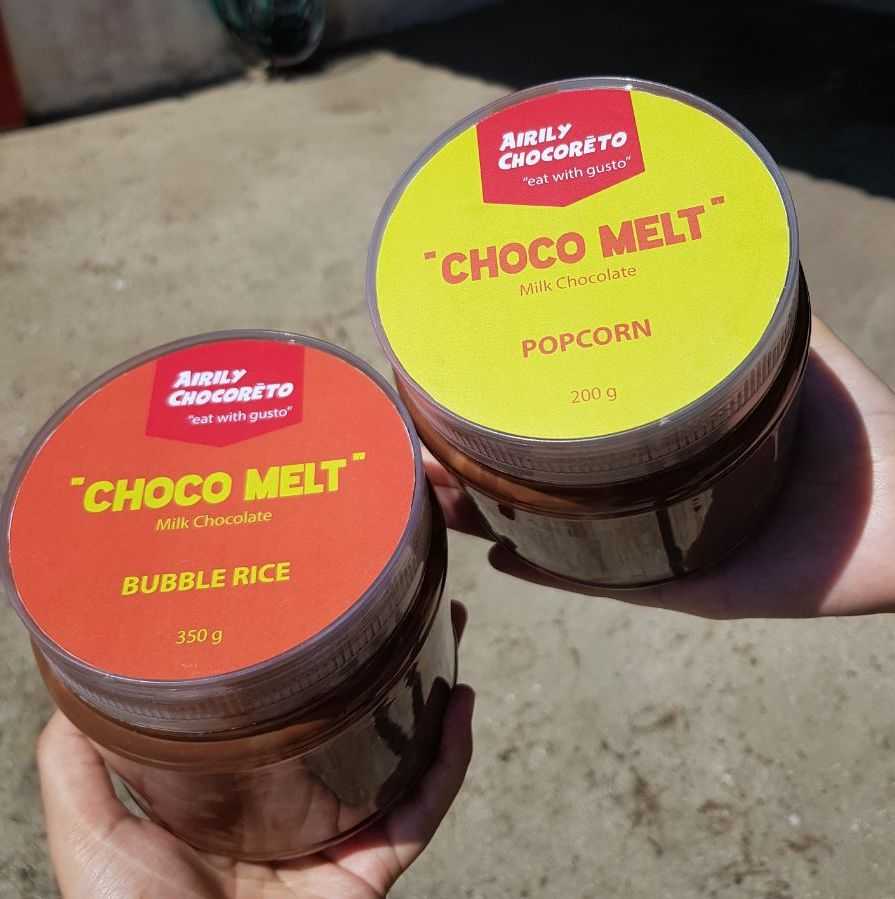 AIRILY
CHOCORĒTO
"eat with gusto"
"CHOCO MELT"
Milk Chocolate
POPCORN
200 g
AIRILY
CHOCORĒTO
"eat with gusto"
"CHOCO MELT"
Milk Chocolate
BUBBLE RICE
350 g